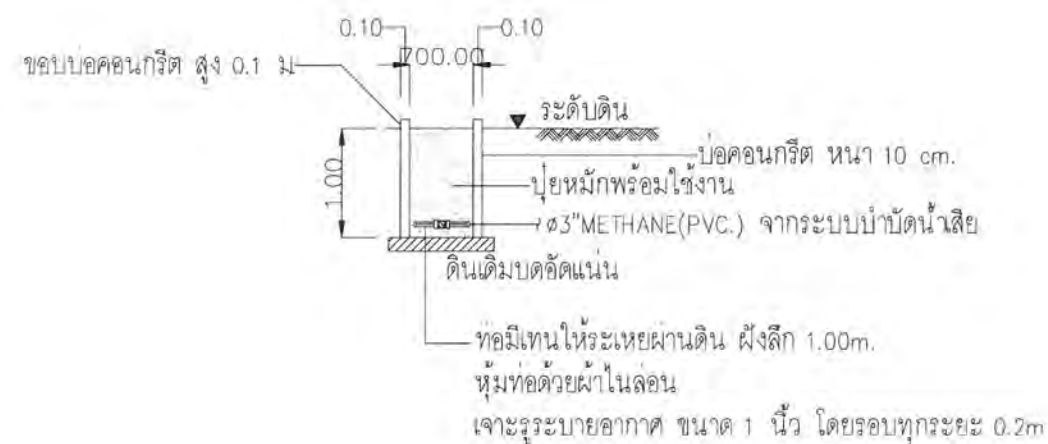 0.10
0.10
700.00
ขอบบ่อคอนกรีต สูง 0.1 ม
ระดับดิน
บ่อคอนกรีต หนา 10 cm.
1.00
ปุ๋ยหมักพร้อมใช้งาน
ø3"METHANE(PVC.) จากระบบบำบัดน้ำเสีย
ดินเดิมบดอัดแน่น
ท่อมีเทนให้ระเหยผ่านดิน ฝังลึก 1.00m.
หุ้มท่อด้วยผ้าไนล่อน
เจาะรูระบายอากาศ ขนาด 1 นิ้ว โดยรอบทุกระยะ 0.2m